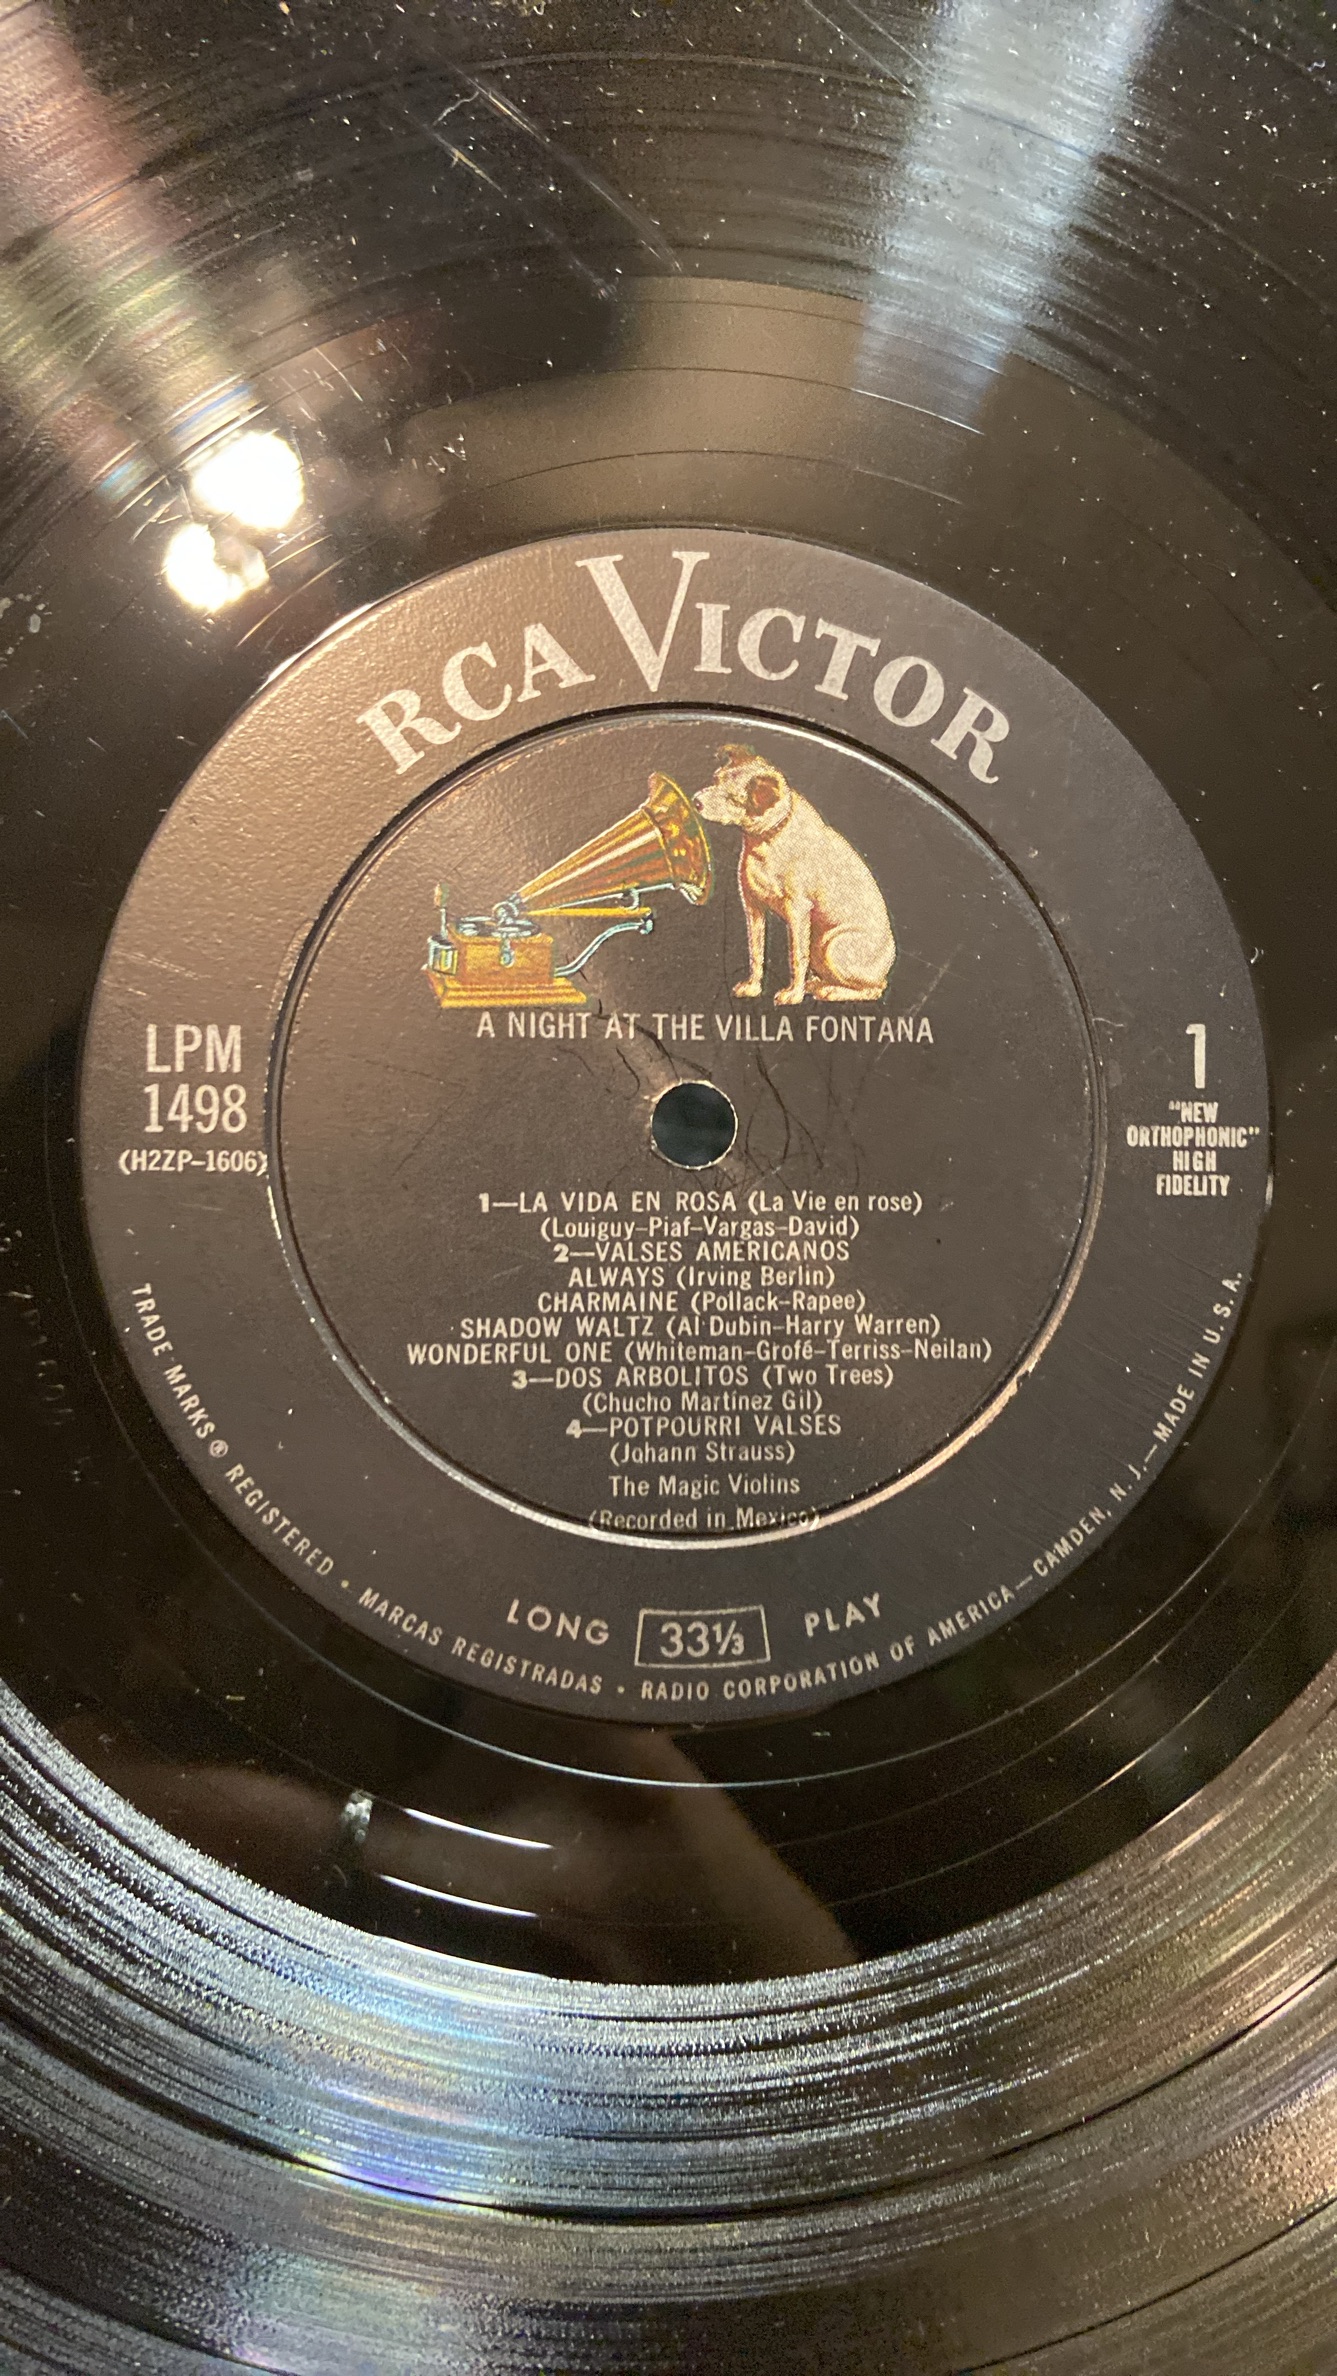 RCA VICTOR
A NIGHT AT THE VILLA FONTANA
LPM
1498
(H2ZP-1606)
1
"NEW
ORTHOPHONIC"
HIGH
FIDELITY
1—LA VIDA EN ROSA (La Vie en rose)
(Louiguy-Piaf-Vargas-David)
2—VALSES AMERICANOS
ALWAYS (Irving Berlin)
CHARMAINE (Pollack-Rapee)
SHADOW WALTZ (Al Dubin-Harry Warren)
WONDERFUL ONE (Whiteman-Grofé-Terriss-Neilan)
3—DOS ARBOLITOS (Two Trees)
(Chucho Martínez Gil)
4—POTPOURRI VALSES
(Johann Strauss)
The Magic Violins
(Recorded in Mexico)
LONG 33⅓ PLAY
TRADE MARKS ® REGISTERED • MARCAS REGISTRADAS • RADIO CORPORATION OF AMERICA—CAMDEN, N. J.—MADE IN U. S. A.